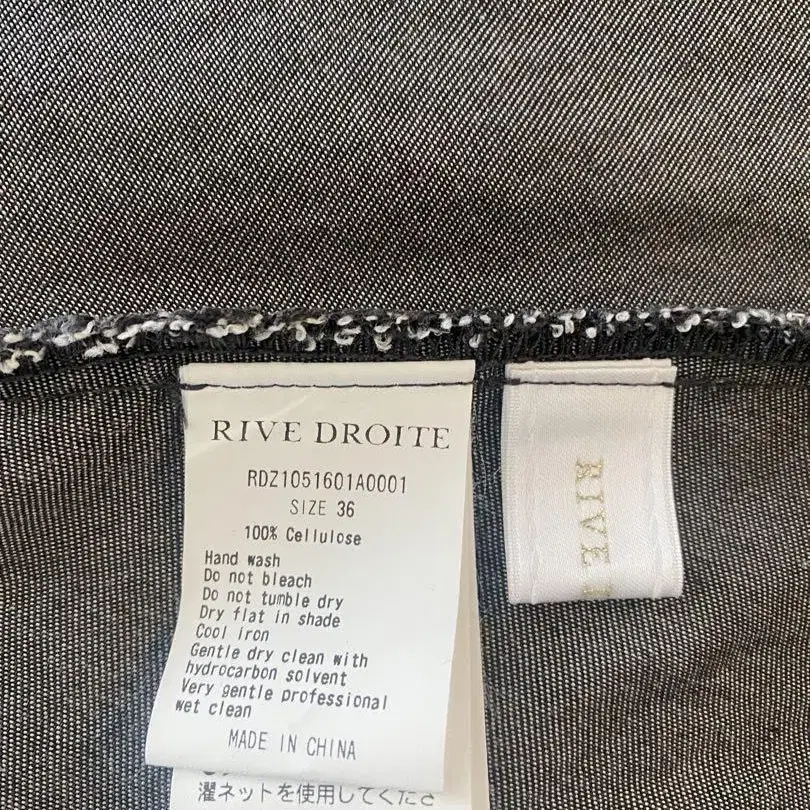 RIVE DROITE
RDZ1051601A0001
SIZE 36
100% Cellulose
Hand wash
Do not bleach
Do not tumble dry
Dry flat in shade
Cool iron
Gentle dry clean with
hydrocarbon solvent
Very gentle professional
wet clean
MADE IN CHINA
濯ネットを使用してくださ
RIVE